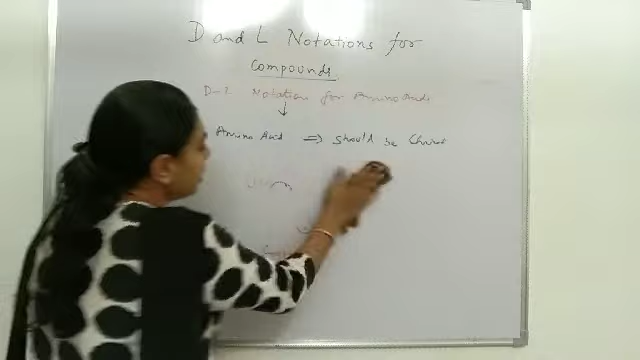 D and L Notations for
Compounds.
D-L Notation for Amino Acids
↓
Amino Acid ⇒ should be Chiral